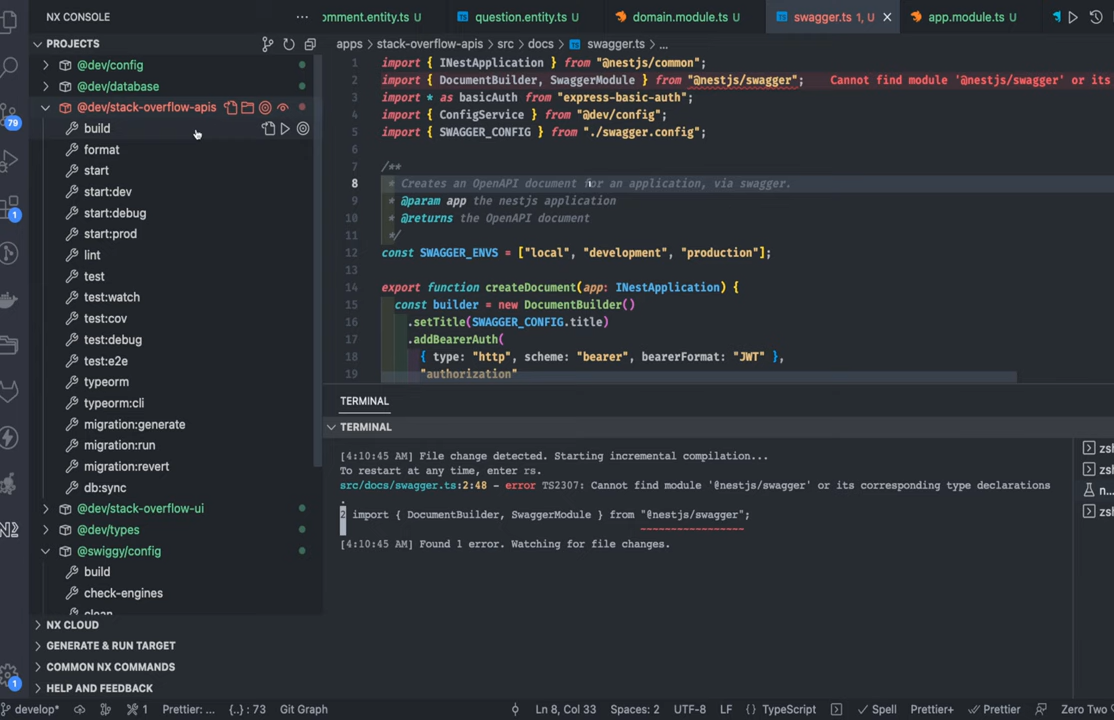 NX CONSOLE
PROJECTS
@dev/config
@dev/database
@dev/stack-overflow-apis
build
format
start
start:dev
start:debug
start:prod
lint
test
test:watch
test:cov
test:debug
test:e2e
typeorm
typeorm:cli
migration:generate
migration:run
migration:revert
db:sync
@dev/stack-overflow-ui
@dev/types
@swiggy/config
build
check-engines
clean
NX CLOUD
GENERATE & RUN TARGET
COMMON NX COMMANDS
HELP AND FEEDBACK
79
1
1
omment.entity.ts U
question.entity.ts U
domain.module.ts U
swagger.ts 1, U
app.module.ts U
apps > stack-overflow-apis > src > docs > swagger.ts > ...
1 import { INestApplication } from "@nestjs/common";
2 import { DocumentBuilder, SwaggerModule } from "@nestjs/swagger"; Cannot find module '@nestjs/swagger' or its
3 import * as basicAuth from "express-basic-auth";
4 import { ConfigService } from "@dev/config";
5 import { SWAGGER_CONFIG } from "./swagger.config";
6
7 /**
8 * Creates an OpenAPI document for an application, via swagger.
9 * @param app the nestjs application
10 * @returns the OpenAPI document
11 */
12 const SWAGGER_ENVS = ["local", "development", "production"];
13
14 export function createDocument(app: INestApplication) {
15 const builder = new DocumentBuilder()
16 .setTitle(SWAGGER_CONFIG.title)
17 .addBearerAuth(
18 { type: "http", scheme: "bearer", bearerFormat: "JWT" },
19 "authorization"
TERMINAL
TERMINAL
[4:10:45 AM] File change detected. Starting incremental compilation...
To restart at any time, enter rs.
src/docs/swagger.ts:2:48 - error TS2307: Cannot find module '@nestjs/swagger' or its corresponding type declarations
.
2 import { DocumentBuilder, SwaggerModule } from "@nestjs/swagger";
[4:10:45 AM] Found 1 error. Watching for file changes.
zsh
zsh
n...
zsh
develop* 1 Prettier: ... {..} : 73 Git Graph Ln 8, Col 33 Spaces: 2 UTF-8 LF TypeScript Spell Prettier+ Prettier Zero Two